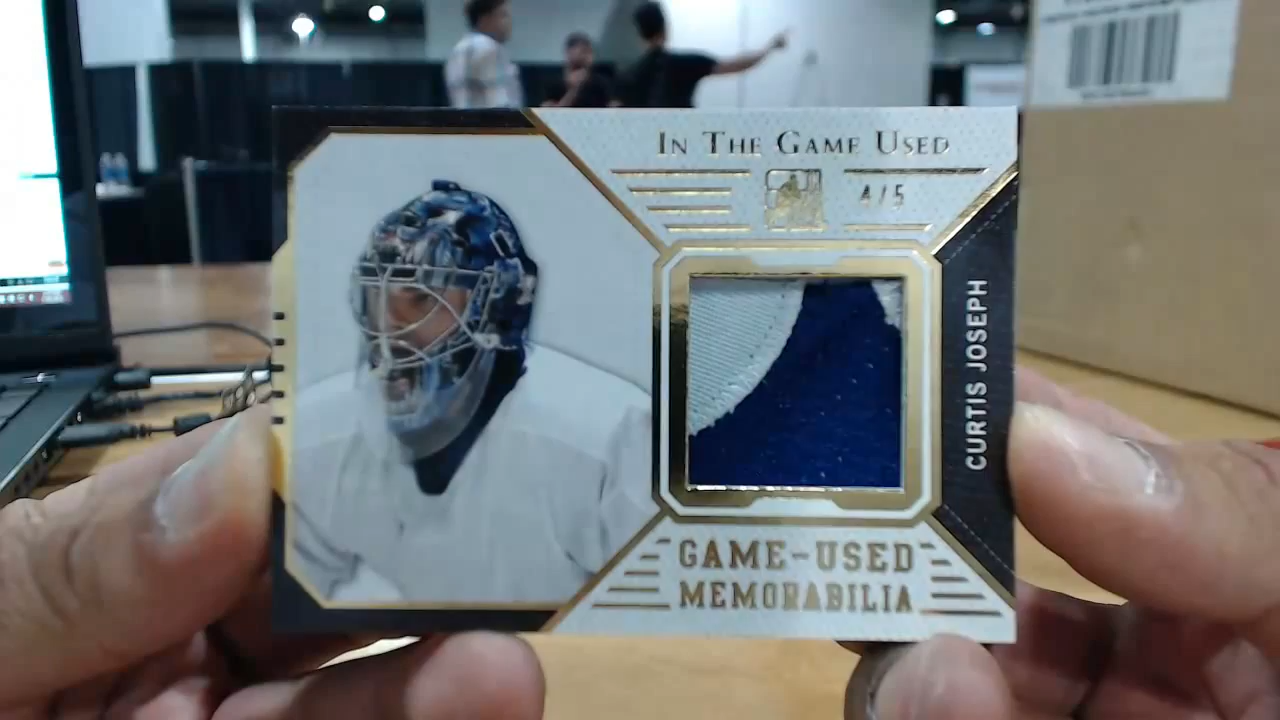 IN THE GAME USED
4/5
CURTIS JOSEPH
GAME-USED
MEMORABILIA